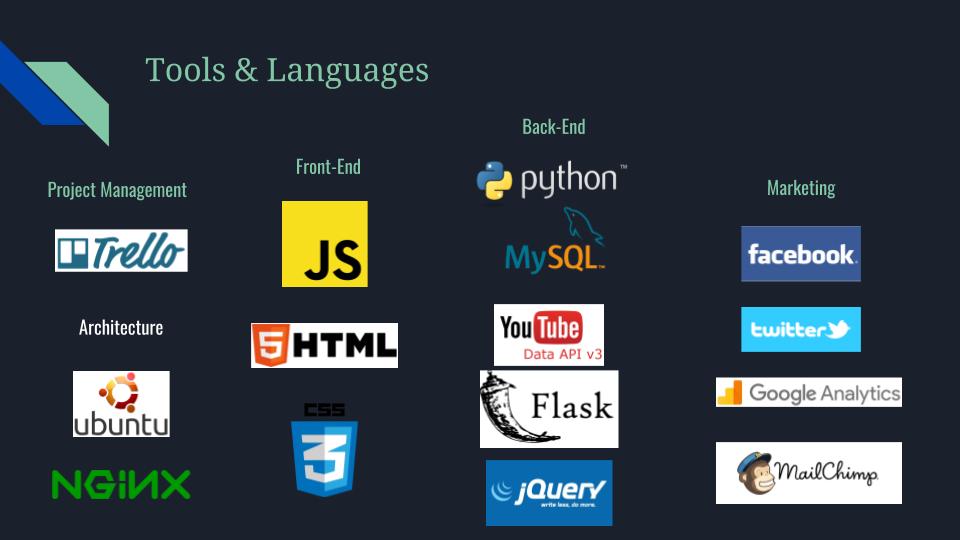 Tools & Languages
Project Management
Trello
Architecture
ubuntu
NGiNX
Front-End
JS
5 HTML
CSS
3
Back-End
python™
MySQL™
YouTube
Data API v3
Flask
jQuery
write less, do more.
Marketing
facebook.
twitter
Google Analytics
MailChimp